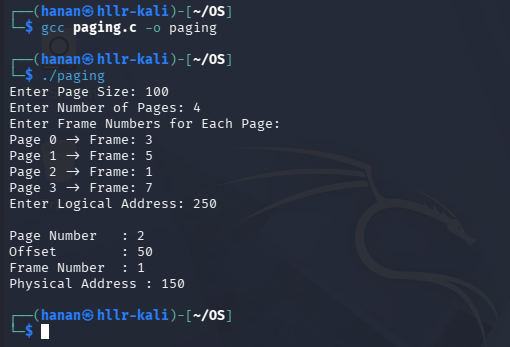 ┌──(hanan㉿hllr-kali)-[~/OS]
└─$ gcc paging.c -o paging
┌──(hanan㉿hllr-kali)-[~/OS]
└─$ ./paging
Enter Page Size: 100
Enter Number of Pages: 4
Enter Frame Numbers for Each Page:
Page 0 → Frame: 3
Page 1 → Frame: 5
Page 2 → Frame: 1
Page 3 → Frame: 7
Enter Logical Address: 250
Page Number   : 2
Offset        : 50
Frame Number  : 1
Physical Address : 150
┌──(hanan㉿hllr-kali)-[~/OS]
└─$